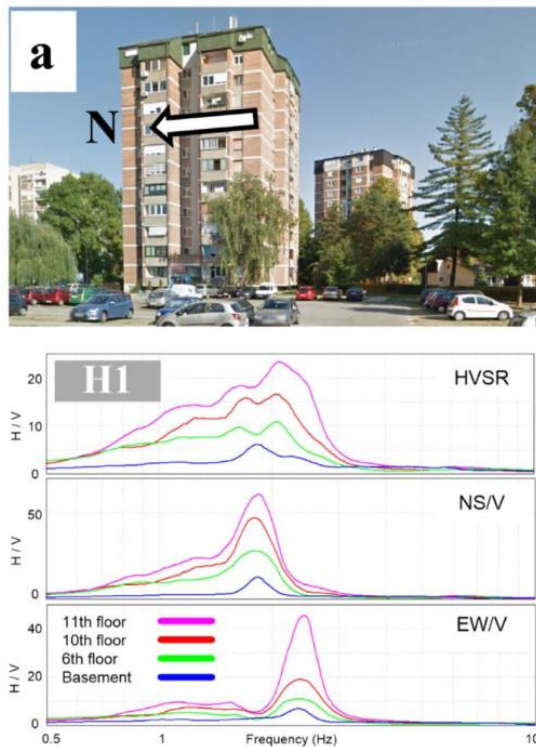 a
N
H1
HVSR
H / V
20
10
0
NS/V
H / V
50
0
EW/V
H / V
40
20
0
11th floor
10th floor
6th floor
Basement
0.5
1
Frequency (Hz)
10